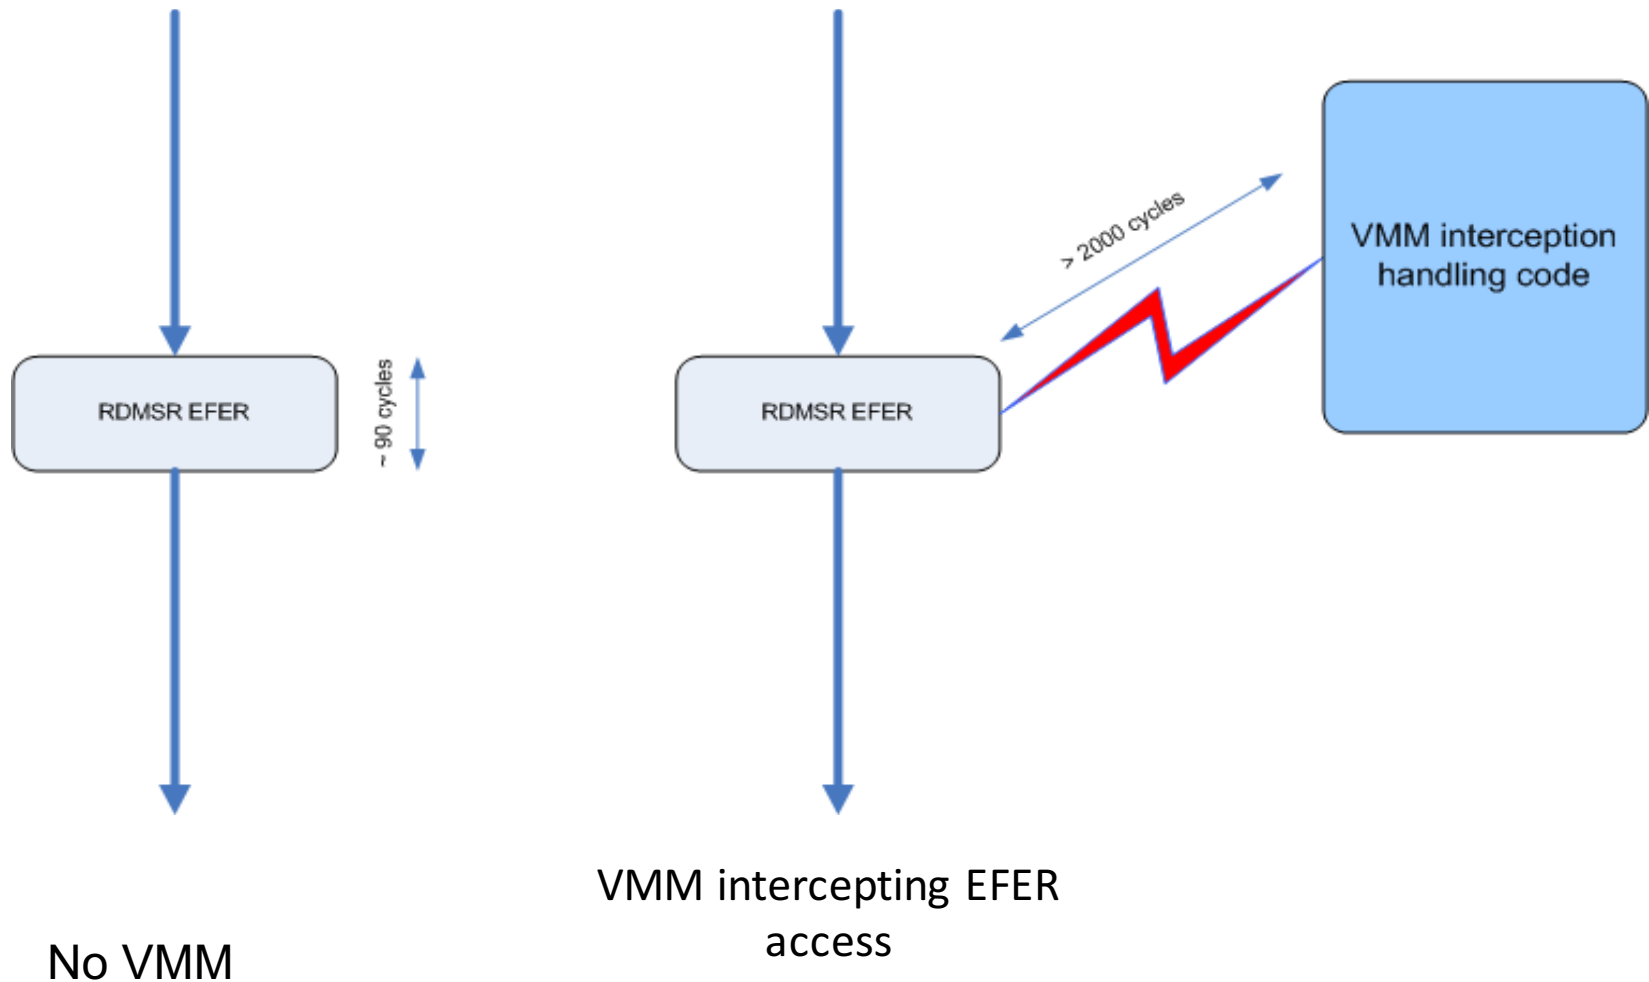 RDMSR EFER
~ 90 cycles
RDMSR EFER
> 2000 cycles
VMM interception
handling code
VMM intercepting EFER
access
No VMM